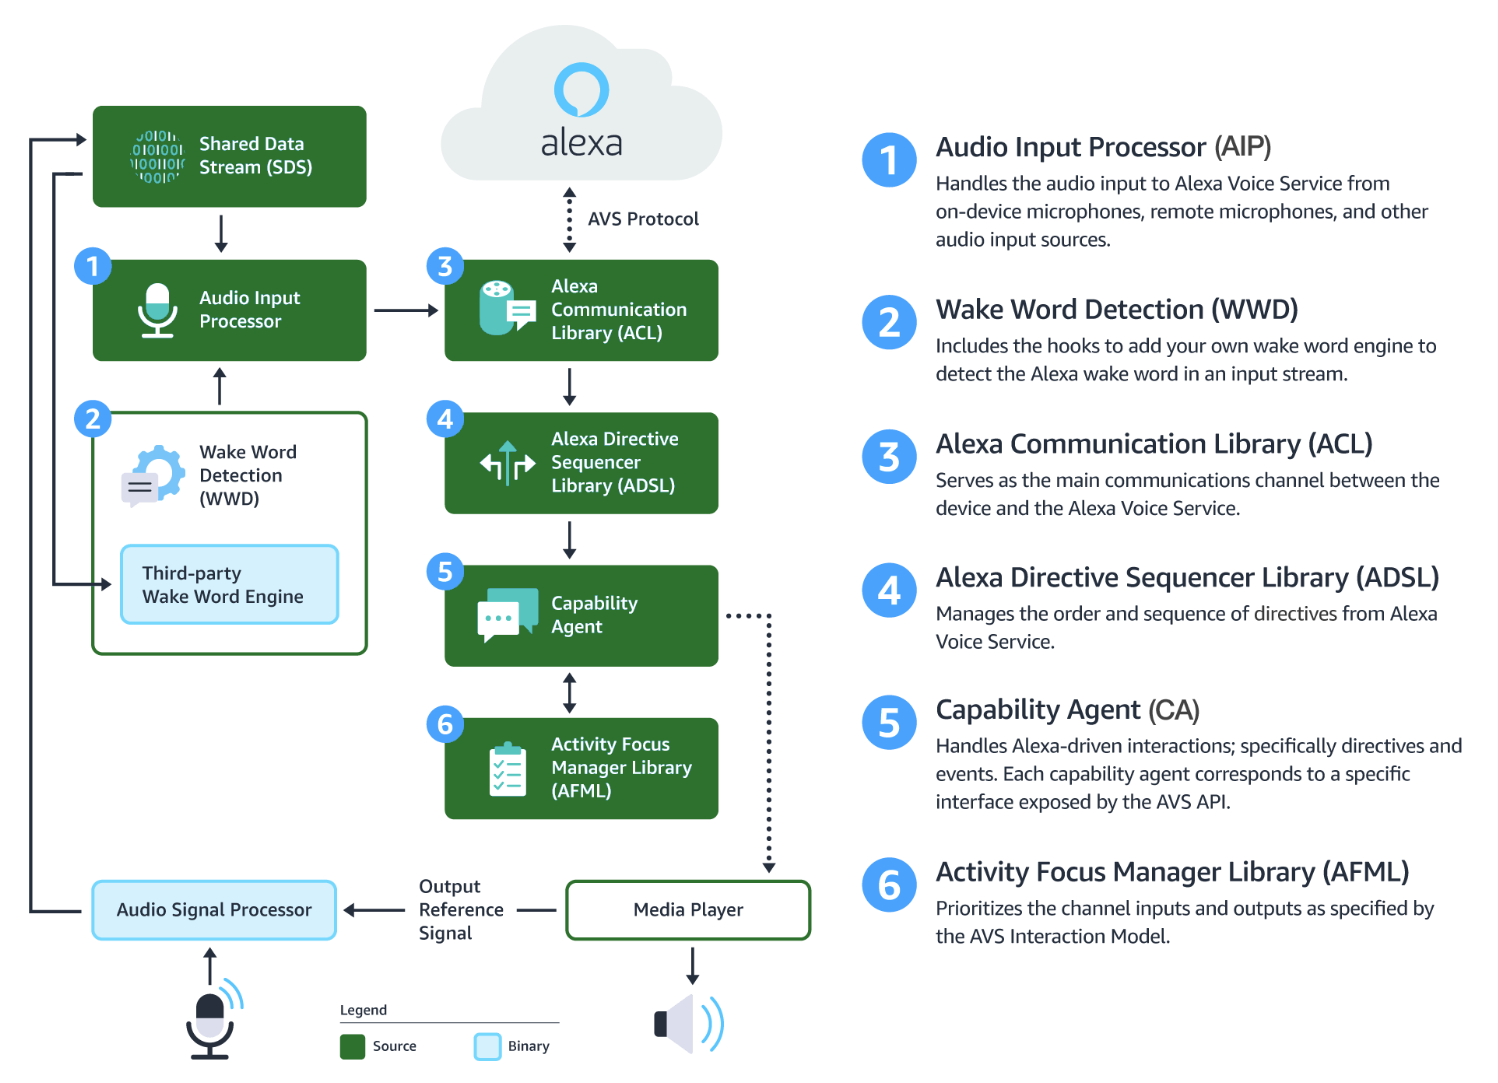 alexa
AVS Protocol
Shared Data
Stream (SDS)
1
Audio Input
Processor
2
Wake Word
Detection
(WWD)
Third-party
Wake Word Engine
3
Alexa
Communication
Library (ACL)
4
Alexa Directive
Sequencer
Library (ADSL)
5
Capability
Agent
6
Activity Focus
Manager Library
(AFML)
Audio Signal Processor
Output
Reference
Signal
Media Player
Legend
Source
Binary
1
Audio Input Processor (AIP)
Handles the audio input to Alexa Voice Service from
on-device microphones, remote microphones, and other
audio input sources.
2
Wake Word Detection (WWD)
Includes the hooks to add your own wake word engine to
detect the Alexa wake word in an input stream.
3
Alexa Communication Library (ACL)
Serves as the main communications channel between the
device and the Alexa Voice Service.
4
Alexa Directive Sequencer Library (ADSL)
Manages the order and sequence of directives from Alexa
Voice Service.
5
Capability Agent (CA)
Handles Alexa-driven interactions; specifically directives and
events. Each capability agent corresponds to a specific
interface exposed by the AVS API.
6
Activity Focus Manager Library (AFML)
Prioritizes the channel inputs and outputs as specified by
the AVS Interaction Model.